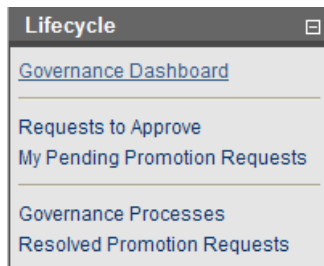 Lifecycle
Governance Dashboard
Requests to Approve
My Pending Promotion Requests
Governance Processes
Resolved Promotion Requests